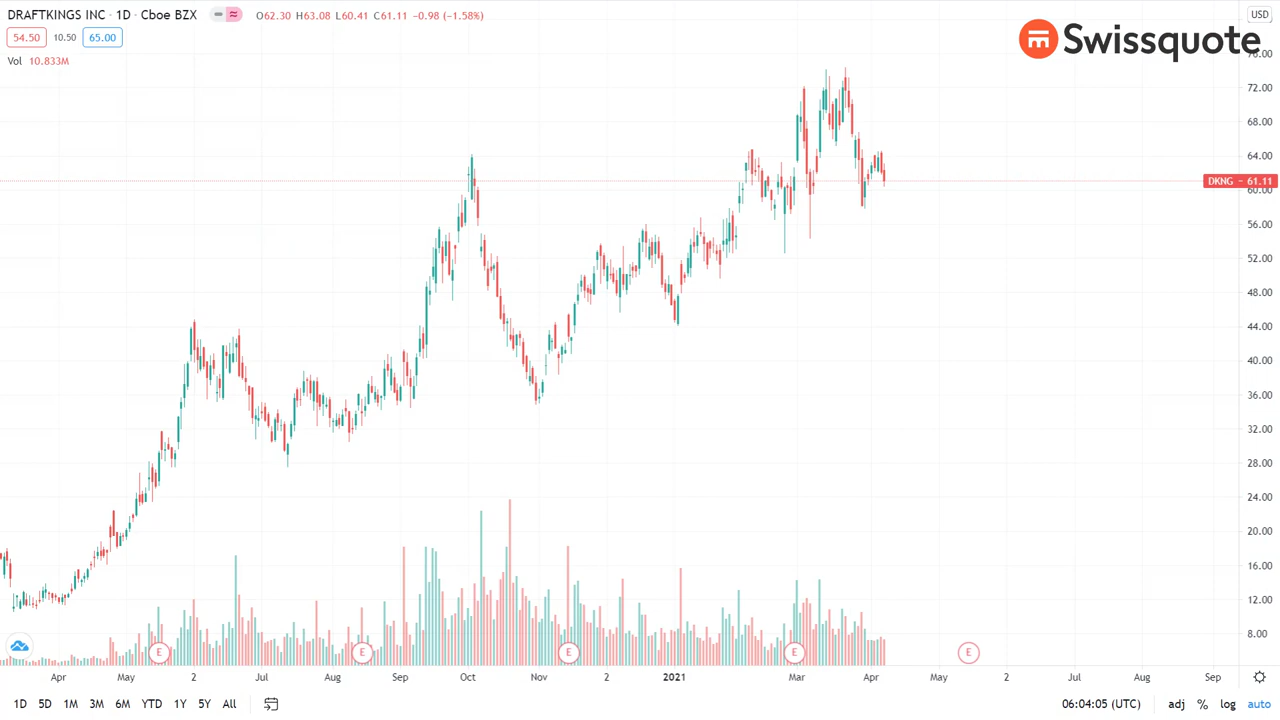 DRAFTKINGS INC · 1D · Cboe BZX O62.30 H63.08 L60.41 C61.11 −0.98 (−1.58%) USD
54.50 10.50 65.00
Swissquote
Vol 10.833M
76.00
72.00
68.00
64.00
DKNG − 61.11
60.00
56.00
52.00
48.00
44.00
40.00
36.00
32.00
28.00
24.00
20.00
16.00
12.00
8.00
E E E E E
Apr May 2 Jul Aug Sep Oct Nov 2 2021 Mar Apr May 2 Jul Aug Sep
1D 5D 1M 3M 6M YTD 1Y 5Y All 06:04:05 (UTC) adj % log auto